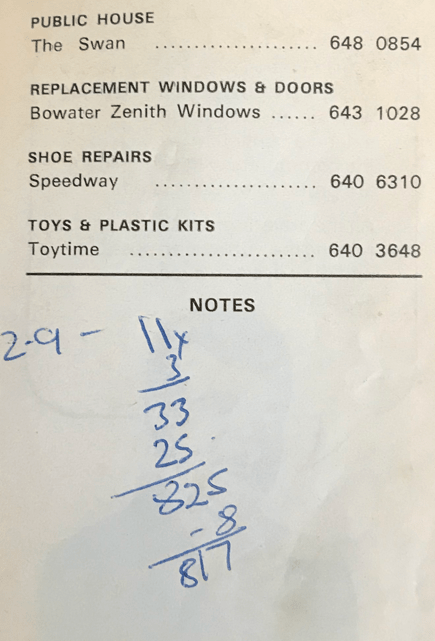 PUBLIC HOUSE
The Swan ..................... 648 0854
REPLACEMENT WINDOWS & DOORS
Bowater Zenith Windows ...... 643 1028
SHOE REPAIRS
Speedway ..................... 640 6310
TOYS & PLASTIC KITS
Toytime ........................ 640 3648
NOTES
2-9 - 11x
3
33
25
825
-8
817